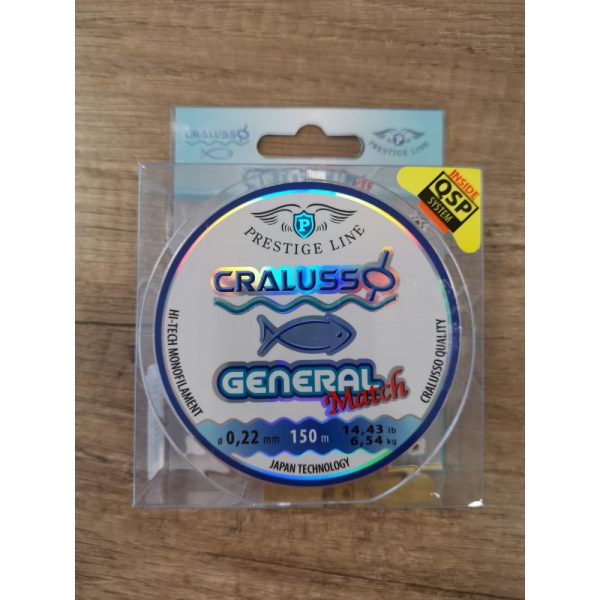 CRALUSSO
P
PRESTIGE LINE
INSIDE
QSP
SYSTEM
P
PRESTIGE LINE
CRALUSSO
HI-TECH MONOFILAMENT
CRALUSSO QUALITY
GENERAL
Match
ø 0,22 mm 150 m 14,43 lb
6,54 kg
JAPAN TECHNOLOGY